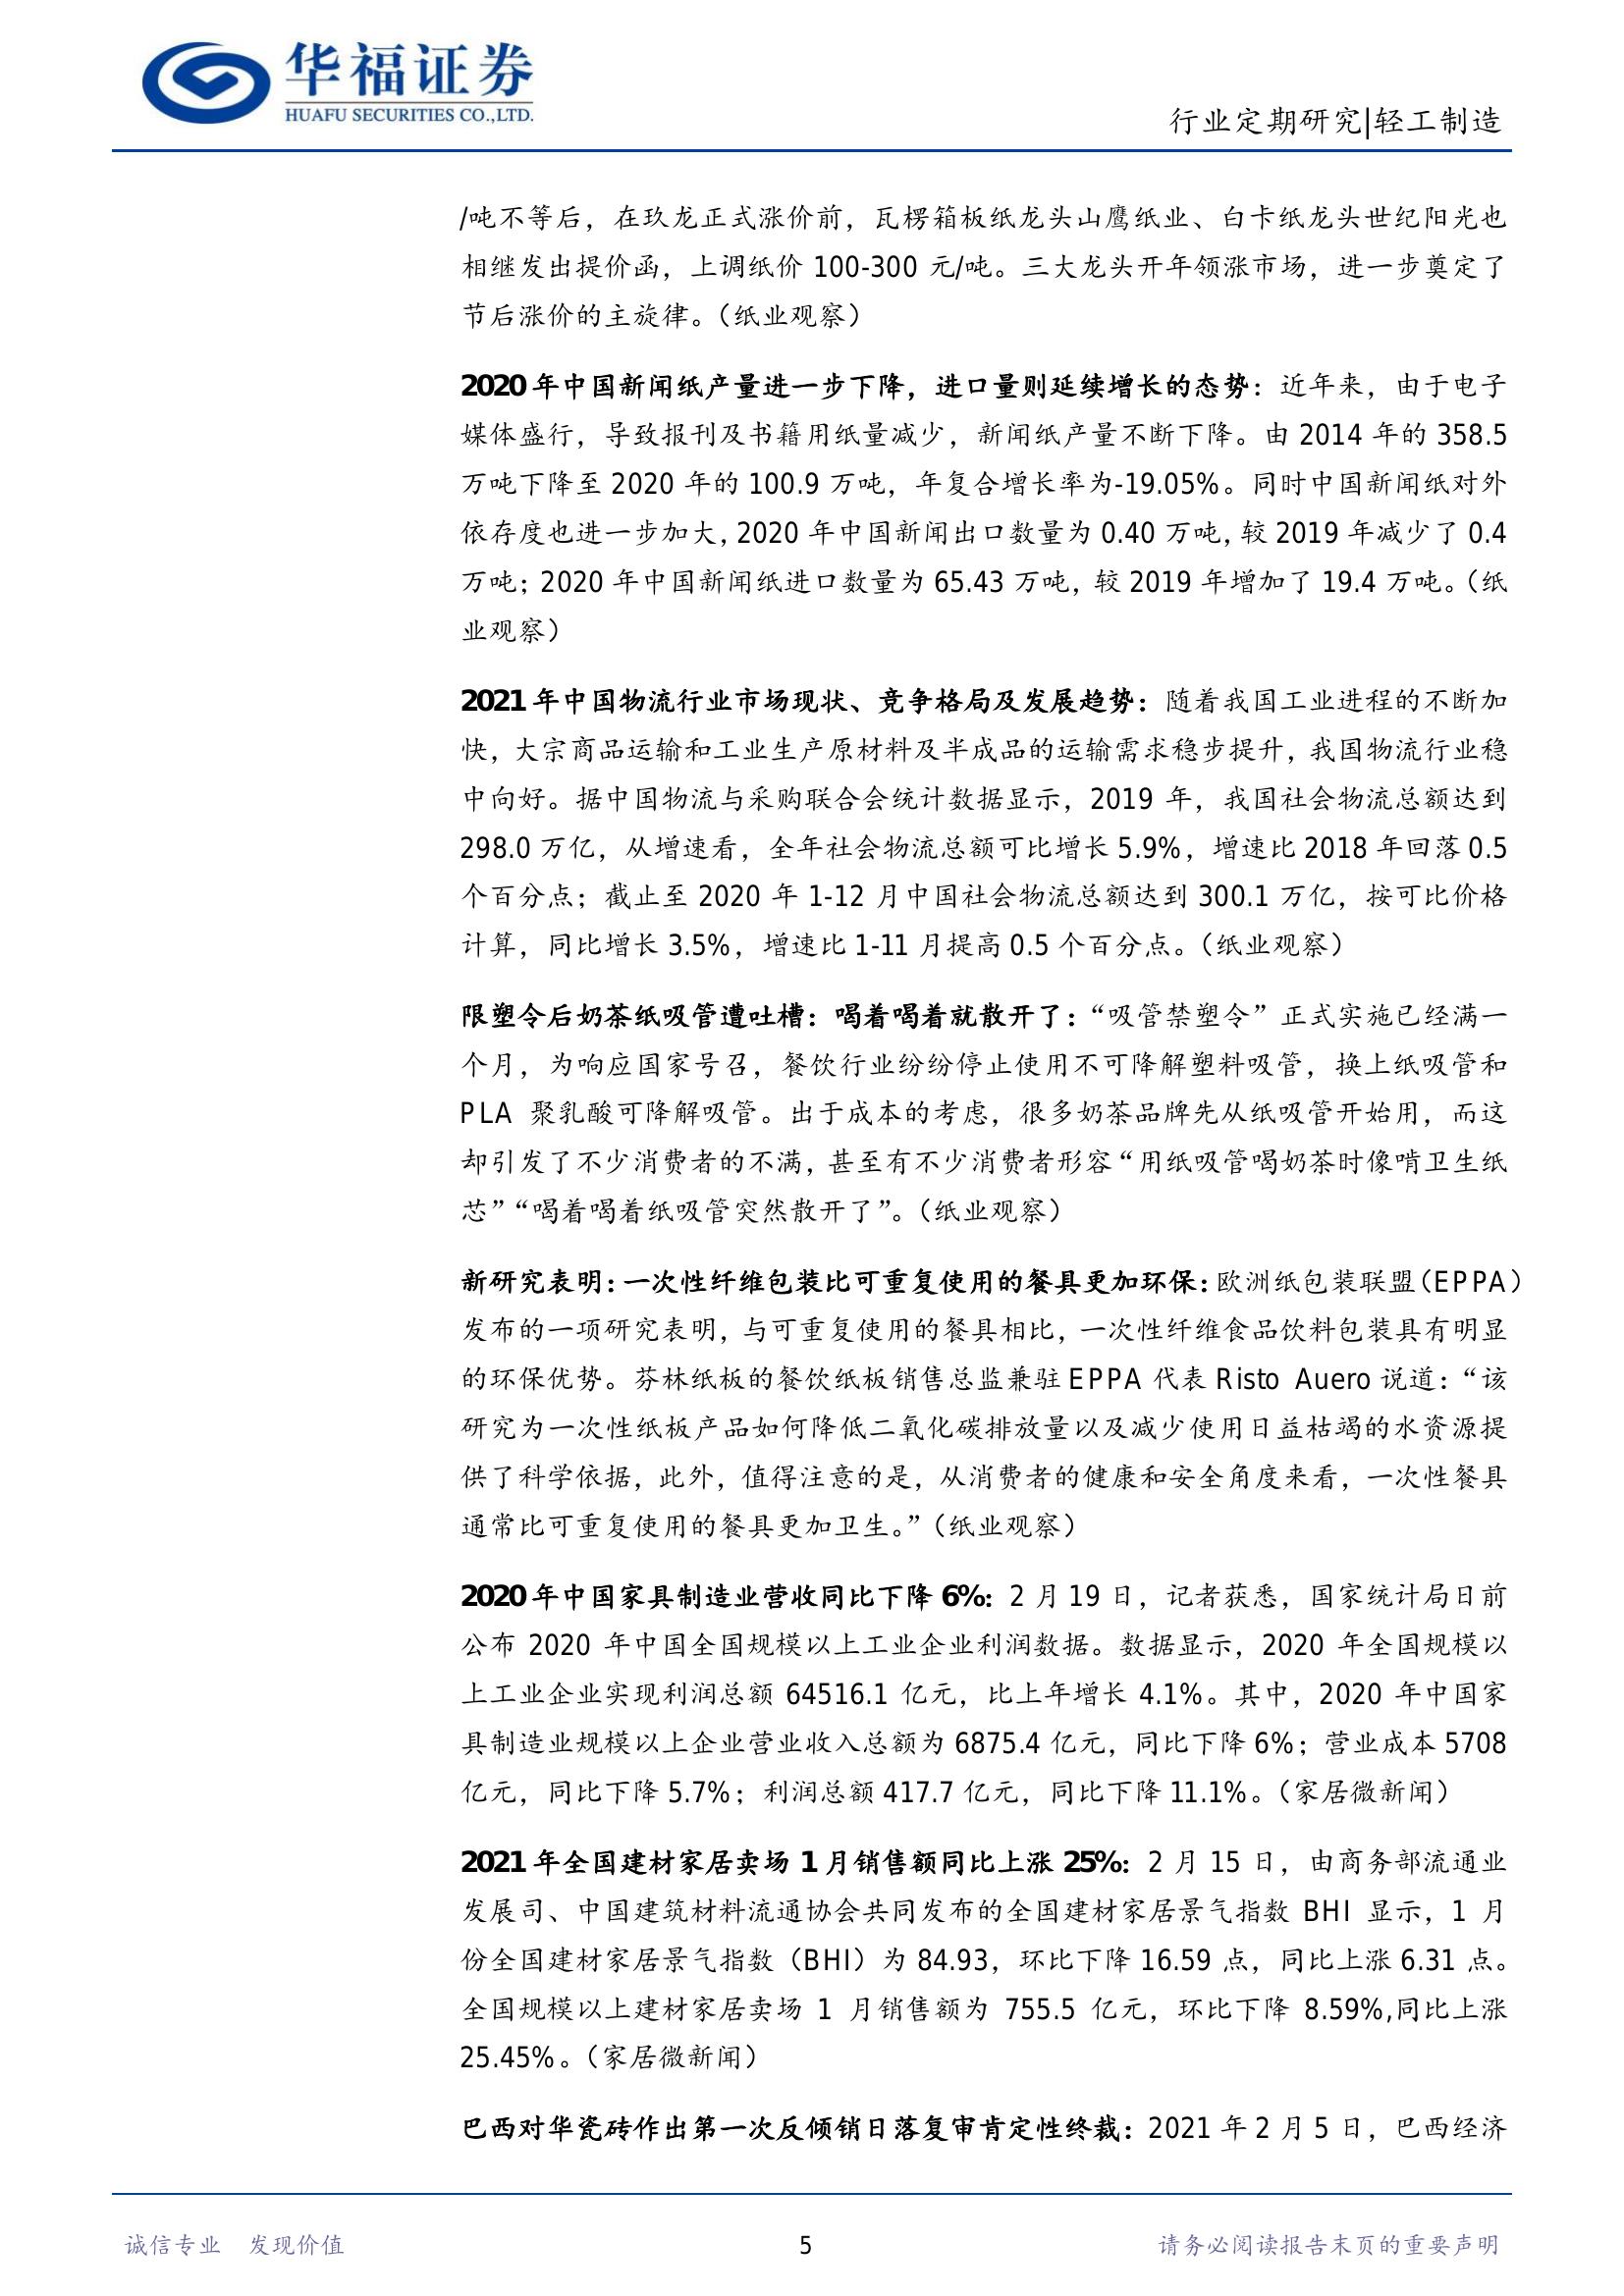 华福证券
HUAFU SECURITIES CO.,LTD.
行业定期研究|轻工制造
/吨不等后，在玖龙正式涨价前，瓦楞箱板纸龙头山鹰纸业、白卡纸龙头世纪阳光也
相继发出提价函，上调纸价 100-300 元/吨。三大龙头开年领涨市场，进一步奠定了
节后涨价的主旋律。（纸业观察）
2020 年中国新闻纸产量进一步下降，进口量则延续增长的态势：近年来，由于电子
媒体盛行，导致报刊及书籍用纸量减少，新闻纸产量不断下降。由 2014 年的 358.5
万吨下降至 2020 年的 100.9 万吨，年复合增长率为-19.05%。同时中国新闻纸对外
依存度也进一步加大，2020 年中国新闻出口数量为 0.40 万吨，较 2019 年减少了 0.4
万吨；2020 年中国新闻纸进口数量为 65.43 万吨，较 2019 年增加了 19.4 万吨。（纸
业观察）
2021 年中国物流行业市场现状、竞争格局及发展趋势：随着我国工业进程的不断加
快，大宗商品运输和工业生产原材料及半成品的运输需求稳步提升，我国物流行业稳
中向好。据中国物流与采购联合会统计数据显示，2019 年，我国社会物流总额达到
298.0 万亿，从增速看，全年社会物流总额可比增长 5.9%，增速比 2018 年回落 0.5
个百分点；截止至 2020 年 1-12 月中国社会物流总额达到 300.1 万亿，按可比价格
计算，同比增长 3.5%，增速比 1-11 月提高 0.5 个百分点。（纸业观察）
限塑令后奶茶纸吸管遭吐槽：喝着喝着就散开了：“吸管禁塑令”正式实施已经满一
个月，为响应国家号召，餐饮行业纷纷停止使用不可降解塑料吸管，换上纸吸管和
PLA 聚乳酸可降解吸管。出于成本的考虑，很多奶茶品牌先从纸吸管开始用，而这
却引发了不少消费者的不满，甚至有不少消费者形容“用纸吸管喝奶茶时像啃卫生纸
芯”“喝着喝着纸吸管突然散开了”。（纸业观察）
新研究表明：一次性纤维包装比可重复使用的餐具更加环保：欧洲纸包装联盟（EPPA）
发布的一项研究表明，与可重复使用的餐具相比，一次性纤维食品饮料包装具有明显
的环保优势。芬林纸板的餐饮纸板销售总监兼驻 EPPA 代表 Risto Auero 说道：“该
研究为一次性纸板产品如何降低二氧化碳排放量以及减少使用日益枯竭的水资源提
供了科学依据，此外，值得注意的是，从消费者的健康和安全角度来看，一次性餐具
通常比可重复使用的餐具更加卫生。”（纸业观察）
2020 年中国家具制造业营收同比下降 6%：2 月 19 日，记者获悉，国家统计局日前
公布 2020 年中国全国规模以上工业企业利润数据。数据显示，2020 年全国规模以
上工业企业实现利润总额 64516.1 亿元，比上年增长 4.1%。其中，2020 年中国家
具制造业规模以上企业营业收入总额为 6875.4 亿元，同比下降 6%；营业成本 5708
亿元，同比下降 5.7%；利润总额 417.7 亿元，同比下降 11.1%。（家居微新闻）
2021 年全国建材家居卖场 1 月销售额同比上涨 25%：2 月 15 日，由商务部流通业
发展司、中国建筑材料流通协会共同发布的全国建材家居景气指数 BHI 显示，1 月
份全国建材家居景气指数（BHI）为 84.93，环比下降 16.59 点，同比上涨 6.31 点。
全国规模以上建材家居卖场 1 月销售额为 755.5 亿元，环比下降 8.59%,同比上涨
25.45%。（家居微新闻）
巴西对华瓷砖作出第一次反倾销日落复审肯定性终裁：2021 年 2 月 5 日，巴西经济
诚信专业 发现价值
5
请务必阅读报告末页的重要声明